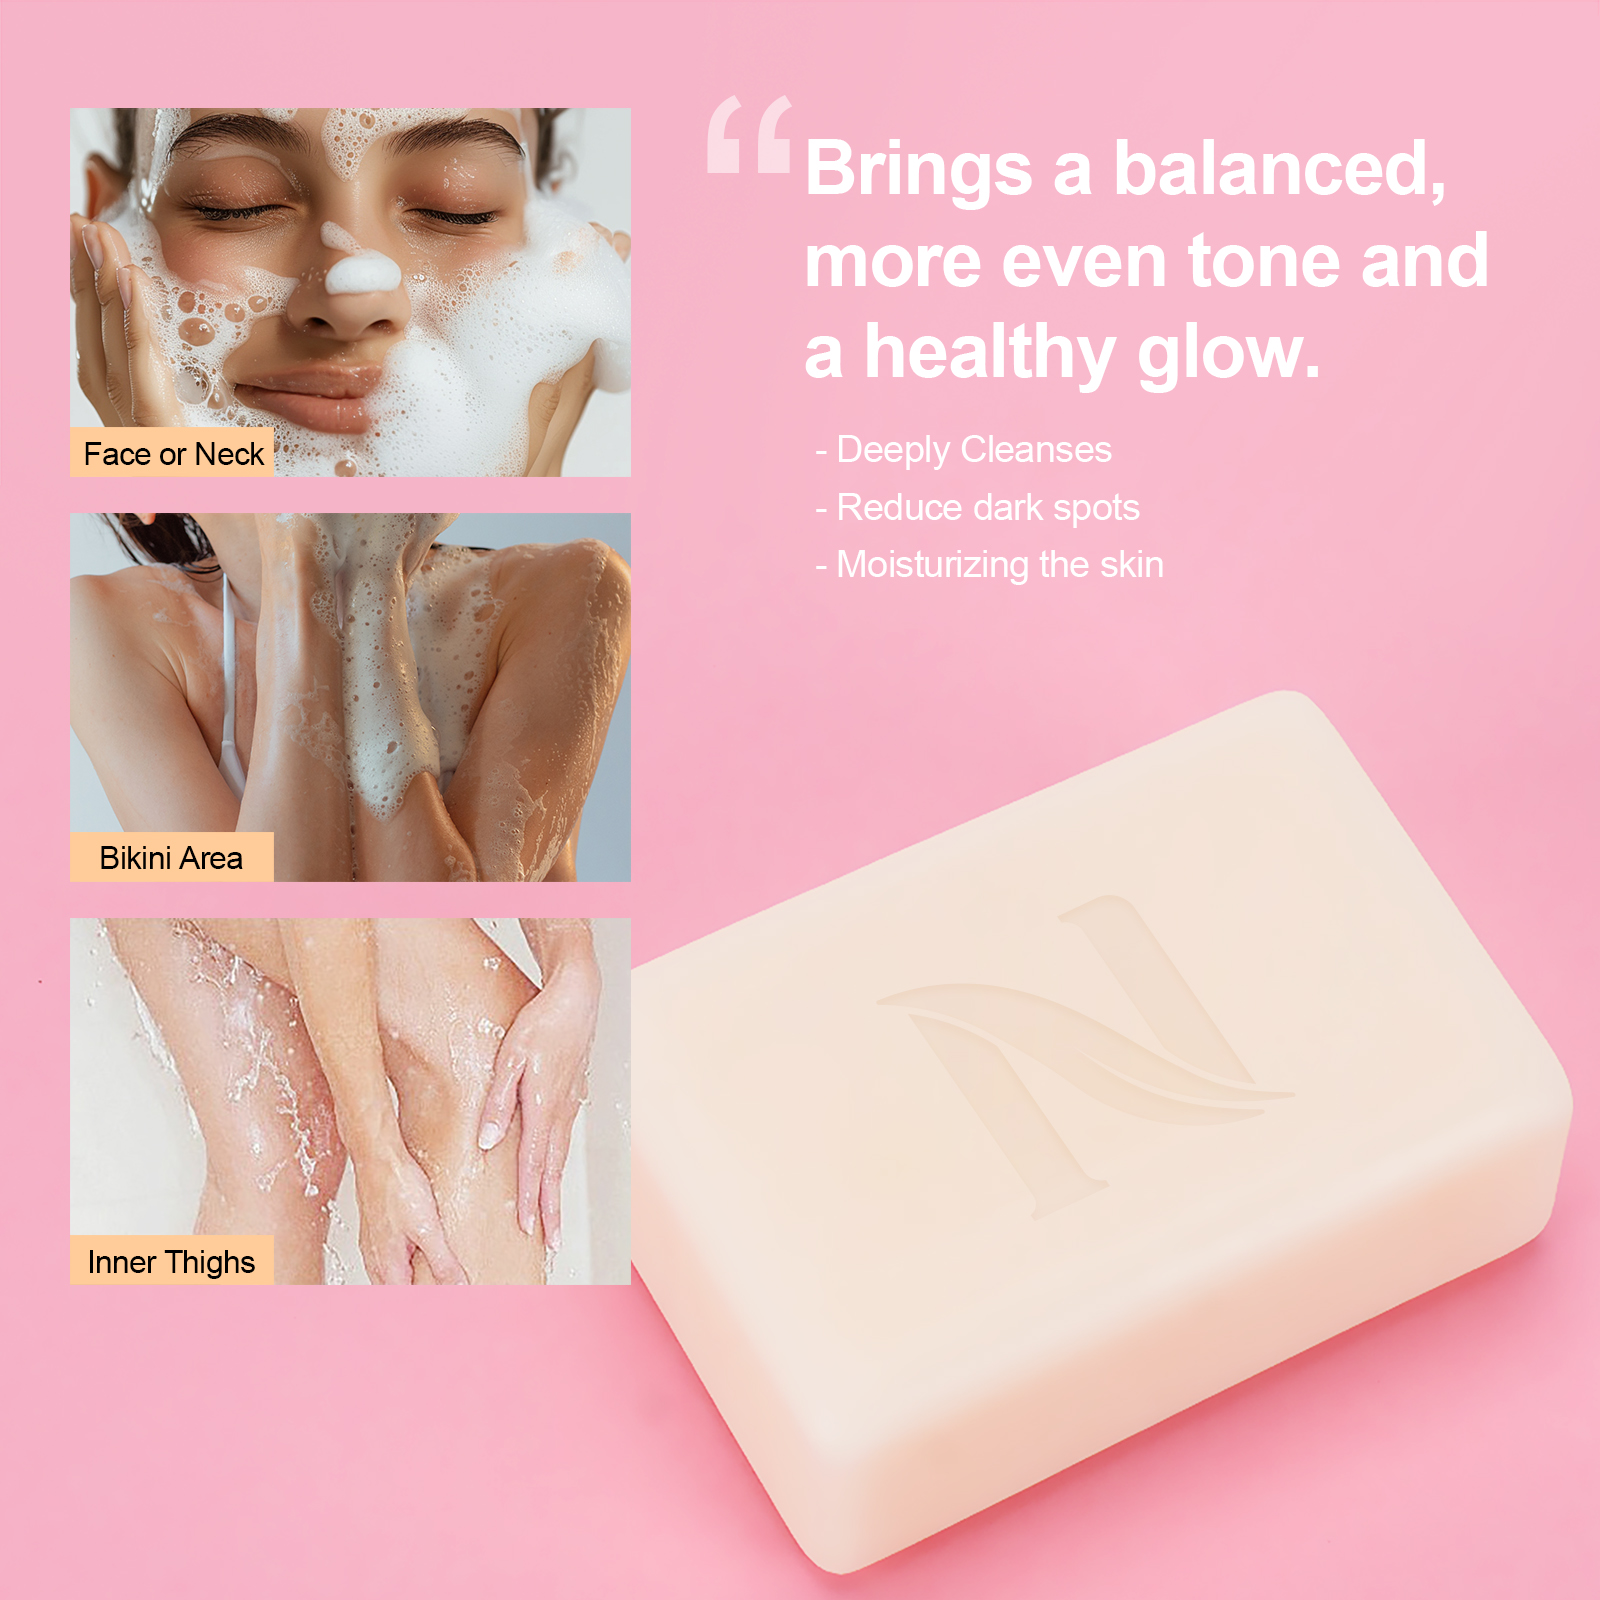 “Brings a balanced,
more even tone and
a healthy glow.
- Deeply Cleanses
- Reduce dark spots
- Moisturizing the skin
Face or Neck
Bikini Area
Inner Thighs
N